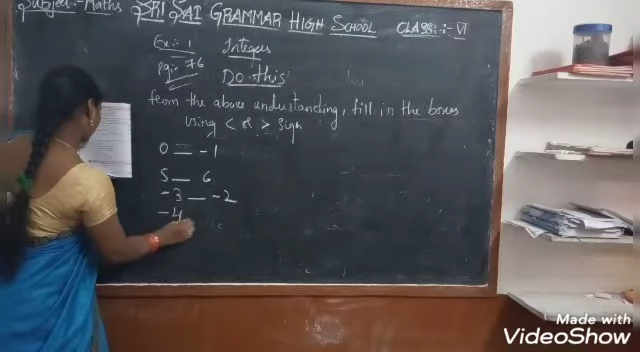 Subject:- Maths SRI SAI GRAMMAR HIGH SCHOOL CLASS:- VI
Ex:- 1 Integers
Pg:- 76
Do this
from the above understanding, fill in the boxes
using < or > sign
0 __ -1
5 __ 6
-3 __ -2
-4
Made with
VideoShow